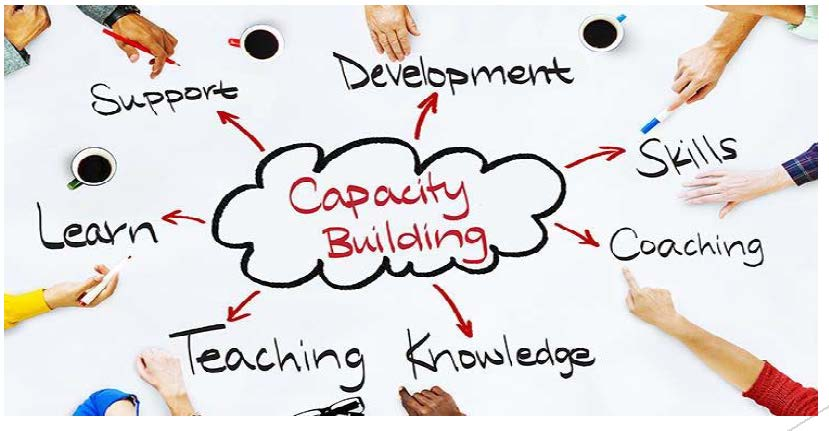 Development
Support
Skills
Capacity
Building
Learn
Coaching
Teaching
Knowledge